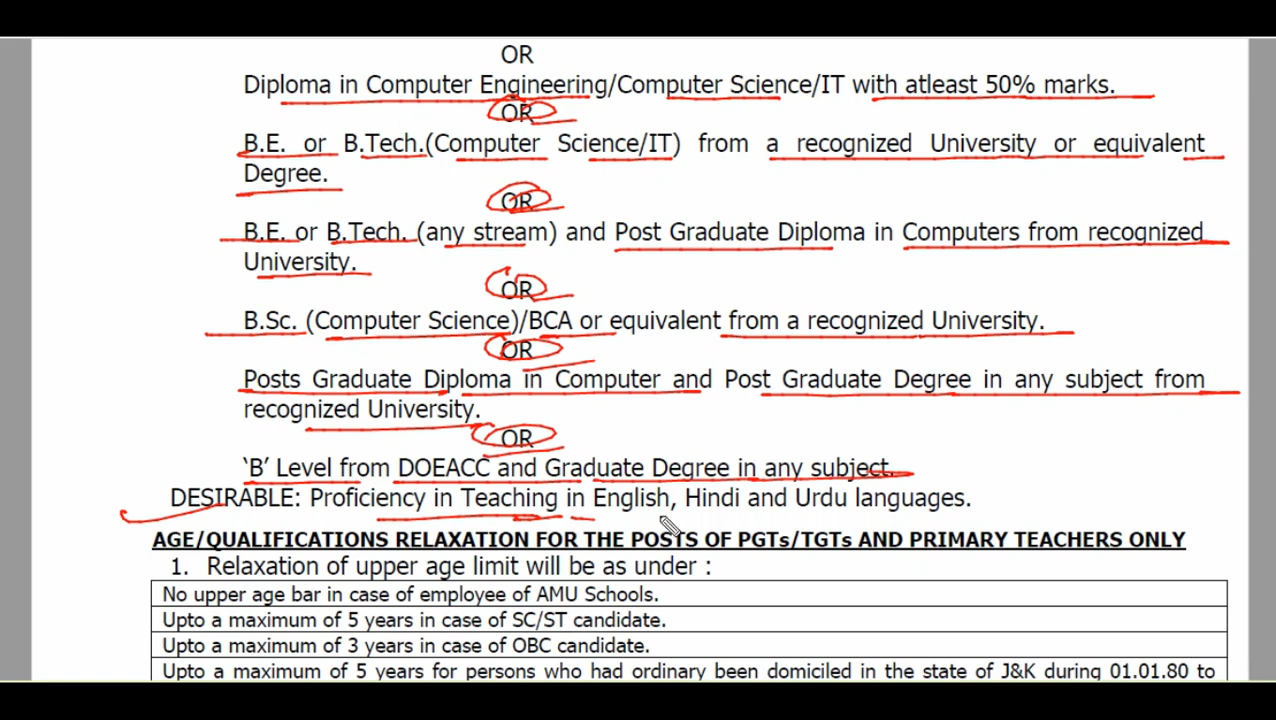 OR
Diploma in Computer Engineering/Computer Science/IT with atleast 50% marks.
OR
B.E. or B.Tech.(Computer Science/IT) from a recognized University or equivalent
Degree.
OR
B.E. or B.Tech. (any stream) and Post Graduate Diploma in Computers from recognized
University.
OR
B.Sc. (Computer Science)/BCA or equivalent from a recognized University.
OR
Posts Graduate Diploma in Computer and Post Graduate Degree in any subject from
recognized University.
OR
‘B’ Level from DOEACC and Graduate Degree in any subject.
DESIRABLE: Proficiency in Teaching in English, Hindi and Urdu languages.
AGE/QUALIFICATIONS RELAXATION FOR THE POSTS OF PGTs/TGTs AND PRIMARY TEACHERS ONLY
1. Relaxation of upper age limit will be as under :
No upper age bar in case of employee of AMU Schools.
Upto a maximum of 5 years in case of SC/ST candidate.
Upto a maximum of 3 years in case of OBC candidate.
Upto a maximum of 5 years for persons who had ordinary been domiciled in the state of J&K during 01.01.80 to